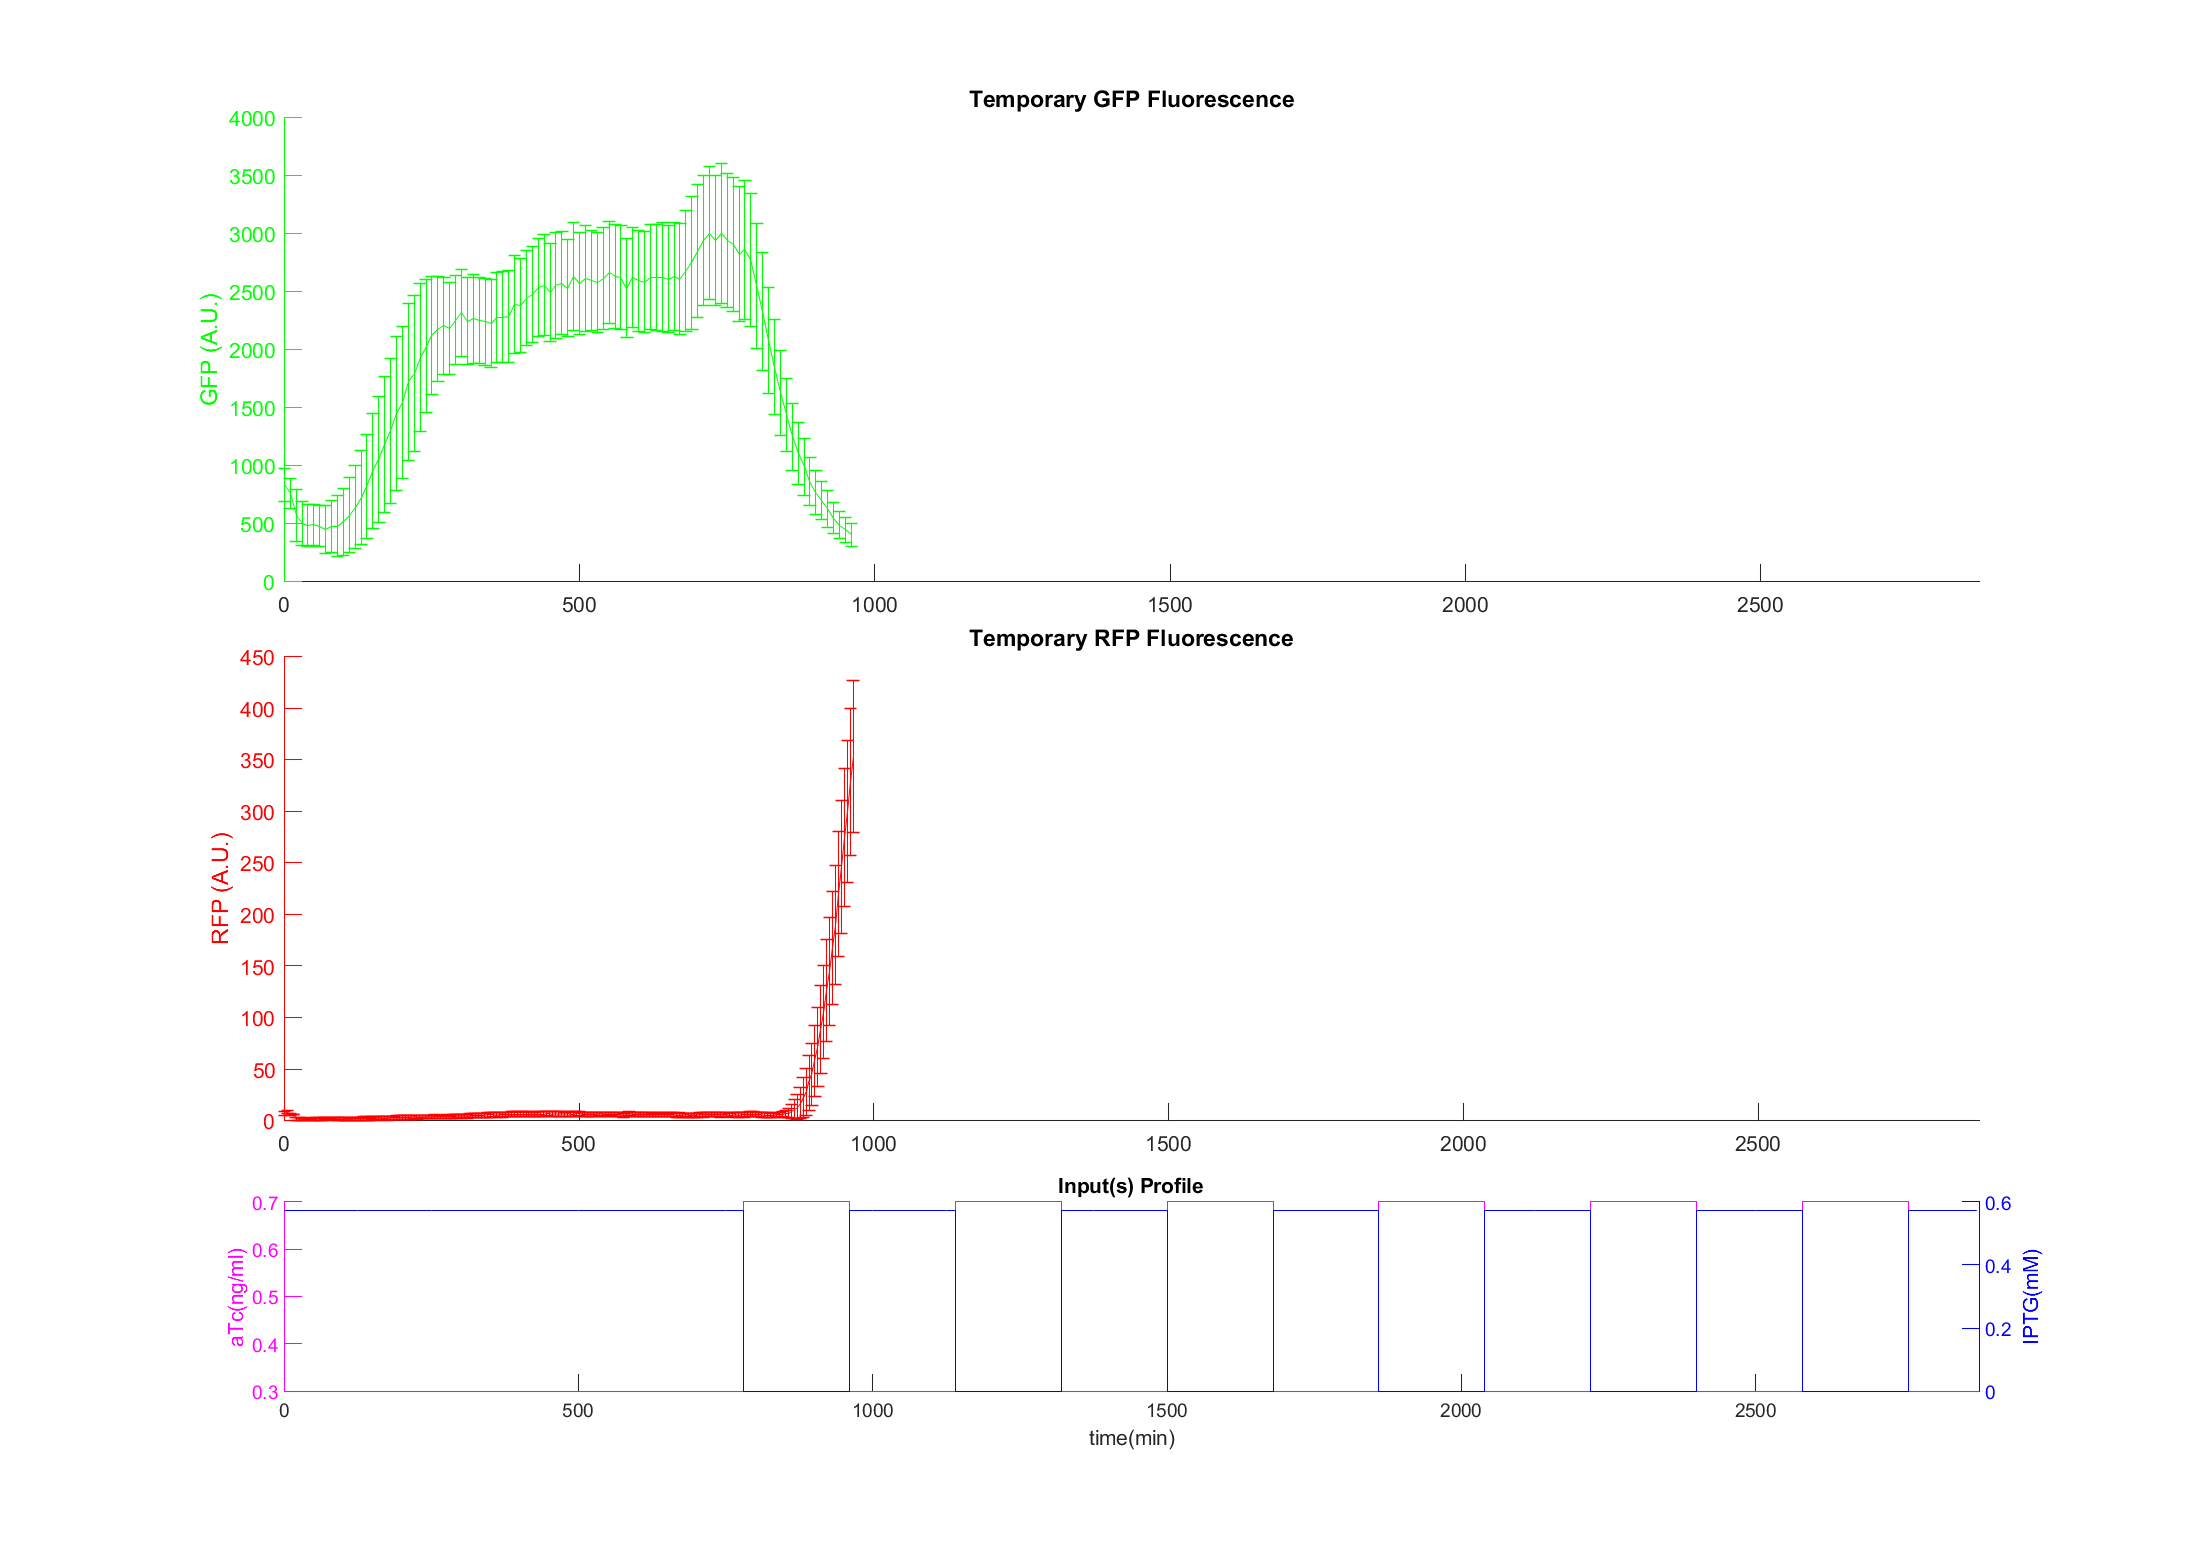 Temporary GFP Fluorescence
4000
3500
3000
2500
2000
1500
1000
500
0
GFP (A.U.)
0 500 1000 1500 2000 2500
Temporary RFP Fluorescence
450
400
350
300
250
200
150
100
50
0
RFP (A.U.)
0 500 1000 1500 2000 2500
Input(s) Profile
0.7
0.6
0.5
0.4
0.3
aTc(ng/ml)
0.6
0.4
0.2
0
IPTG(mM)
0 500 1000 1500 2000 2500
time(min)